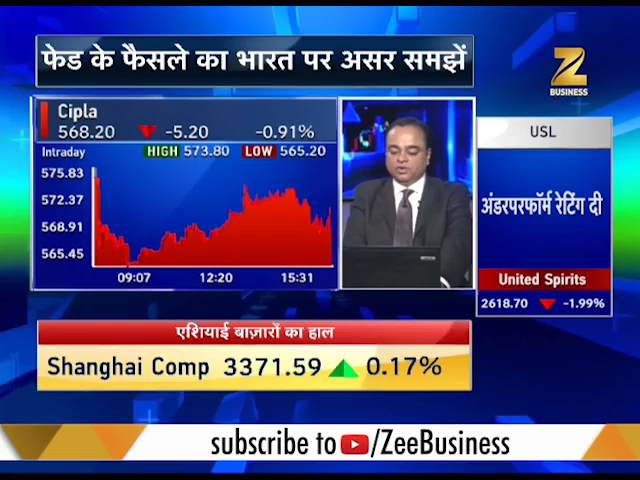 फेड के फैसले का भारत पर असर समझें
Z
BUSINESS
Cipla
568.20 -5.20 -0.91%
Intraday HIGH 573.80 LOW 565.20
575.83
572.37
568.91
565.45
09:07 12:20 15:31
USL
अंडरपरफॉर्म रेटिंग दी
United Spirits
2618.70 -1.99%
एशियाई बाज़ारों का हाल
Shanghai Comp 3371.59 0.17%
subscribe to /ZeeBusiness